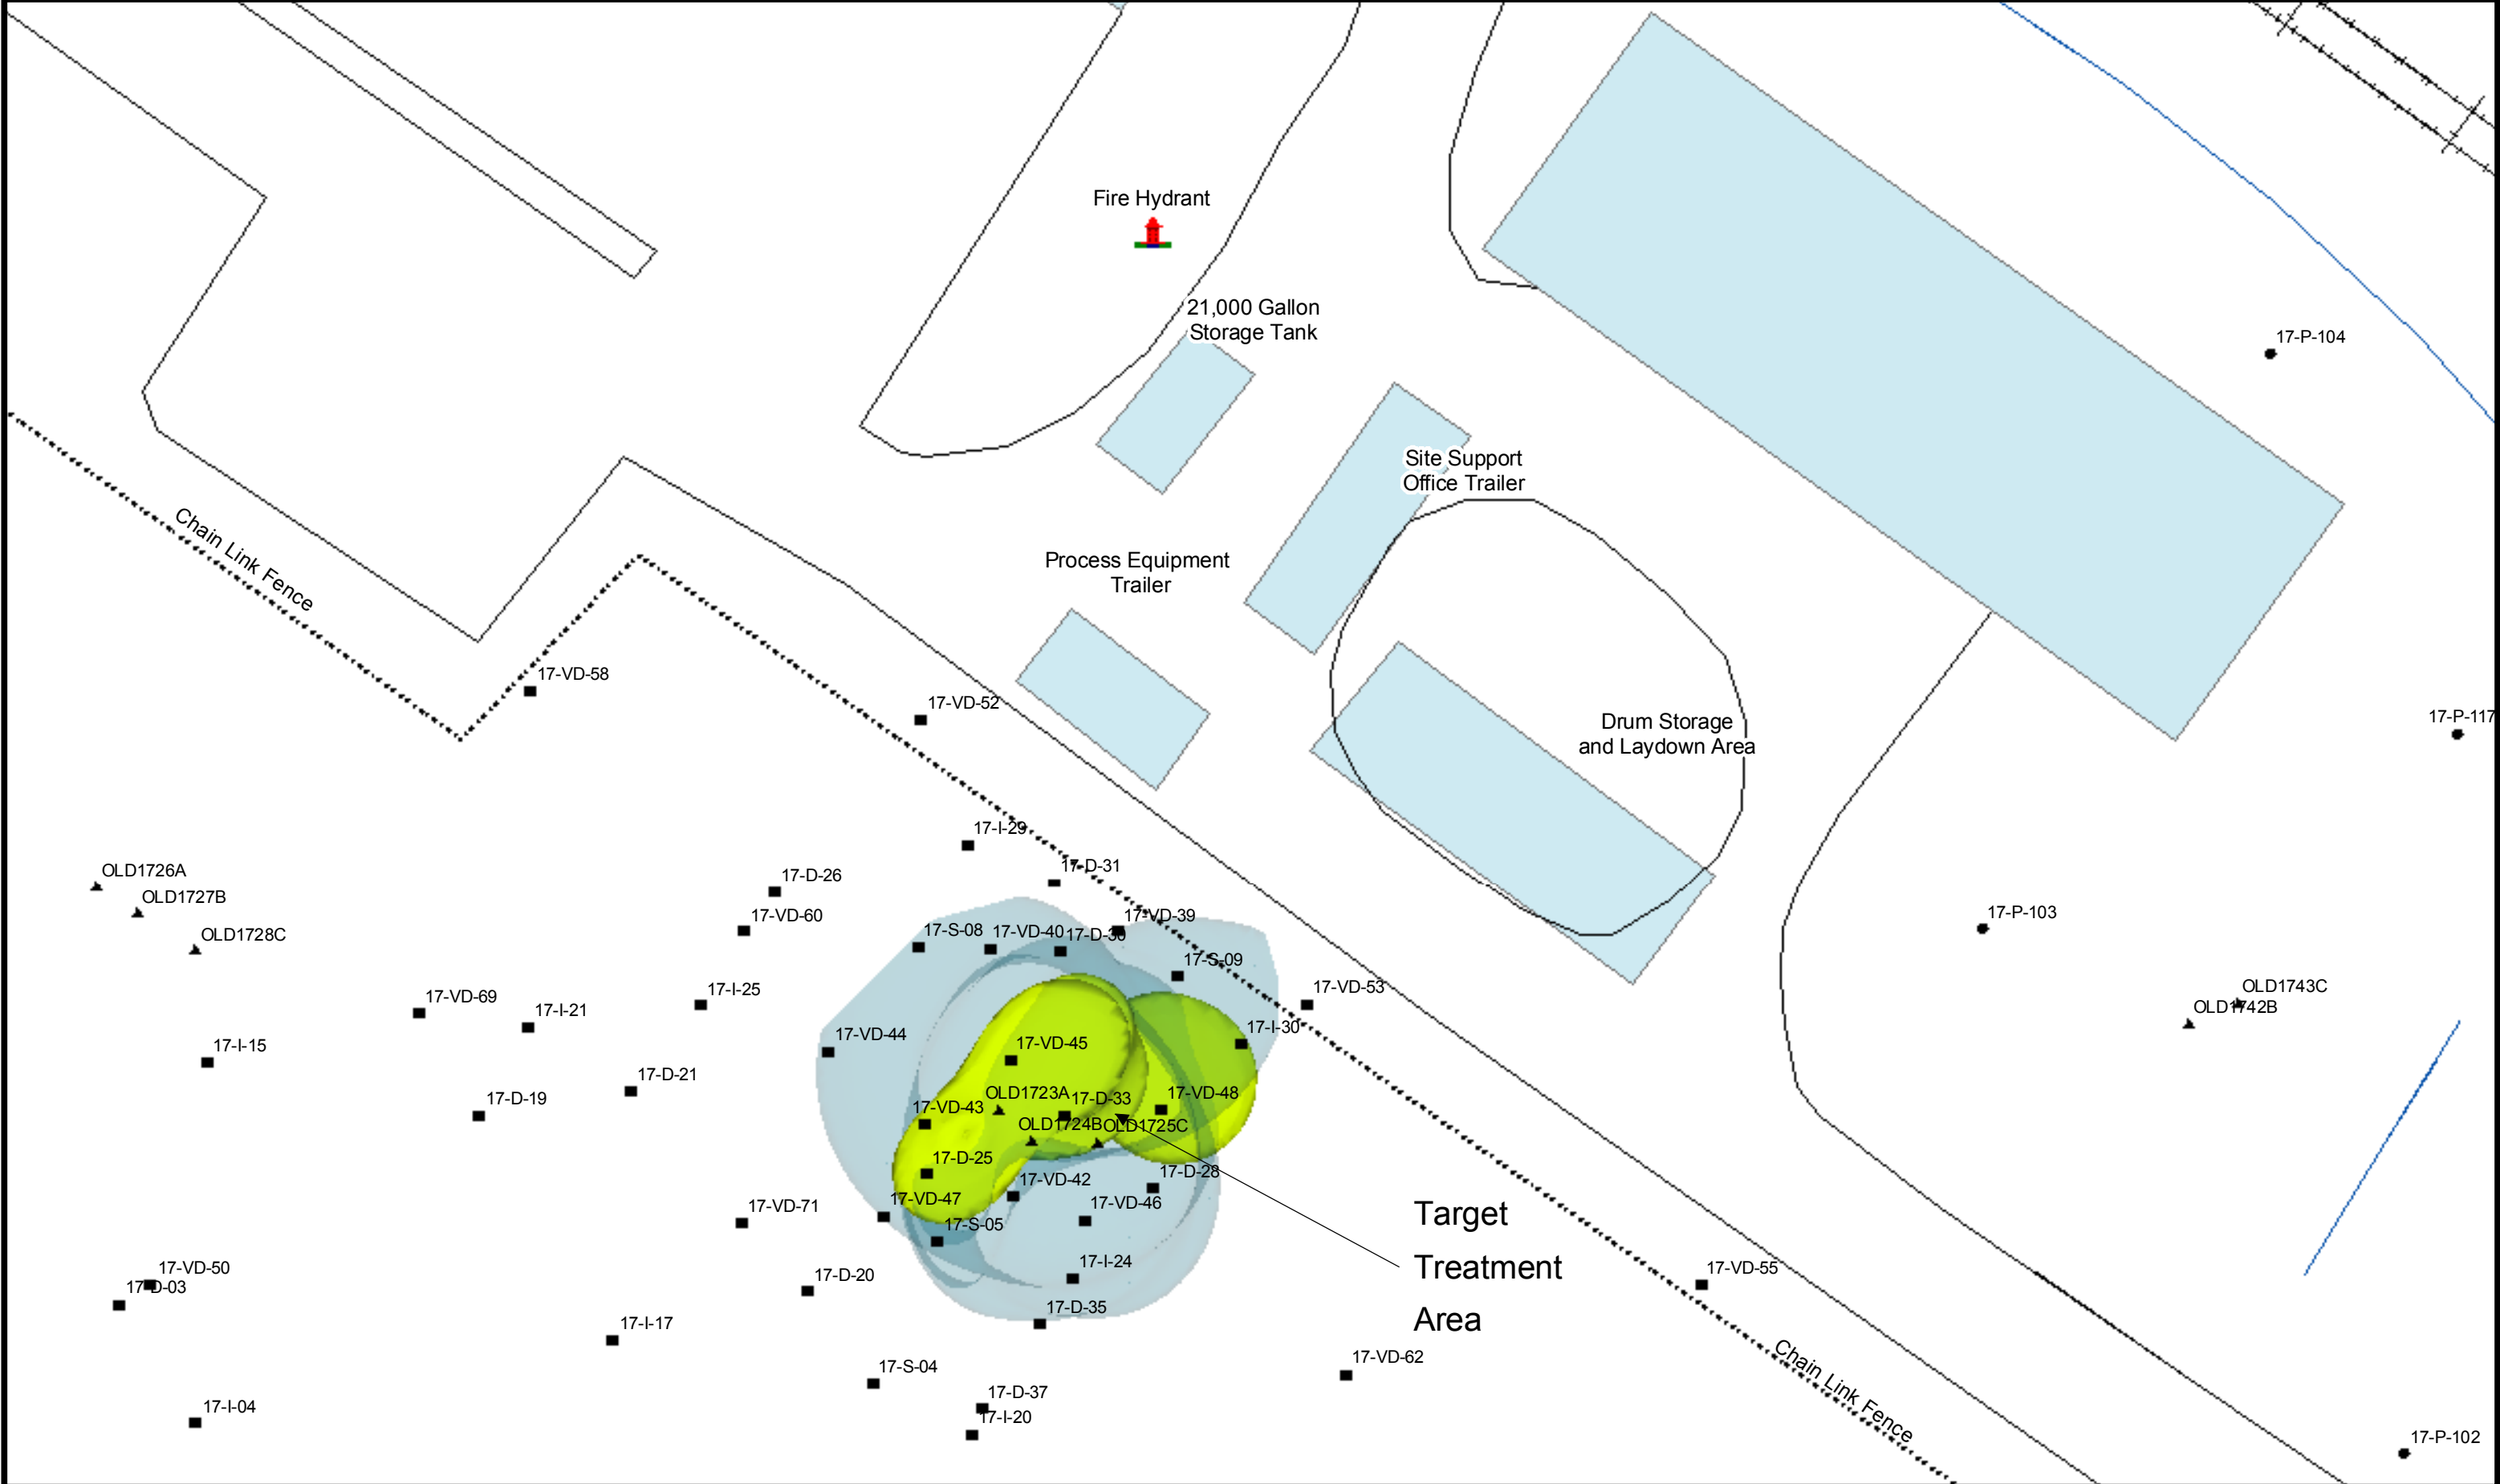 Fire Hydrant
21,000 Gallon
Storage Tank
17-P-104
Site Support
Office Trailer
Chain Link Fence
Process Equipment
Trailer
17-VD-58
17-VD-52
Drum Storage
and Laydown Area
17-P-117
17-I-29
17-D-31
OLD1726A
17-D-26
OLD1727B
17-VD-60
17-VD-39
17-P-103
OLD1728C
17-S-08
17-VD-40
17-D-30
17-S-09
17-VD-53
OLD1743C
17-VD-69
17-I-25
17-I-21
OLD1742B
17-I-30
17-VD-44
17-I-15
17-VD-45
17-D-21
17-D-19
OLD1723A
17-D-33
17-VD-48
17-VD-43
OLD1724B
OLD1725C
17-D-25
17-D-28
17-VD-42
17-VD-47
17-VD-71
17-VD-46
17-S-05
Target
Treatment
Area
17-I-24
17-VD-50
17-D-03
17-D-20
17-VD-55
17-D-35
17-I-17
17-VD-62
17-S-04
Chain Link Fence
17-D-37
17-I-04
17-I-20
17-P-102